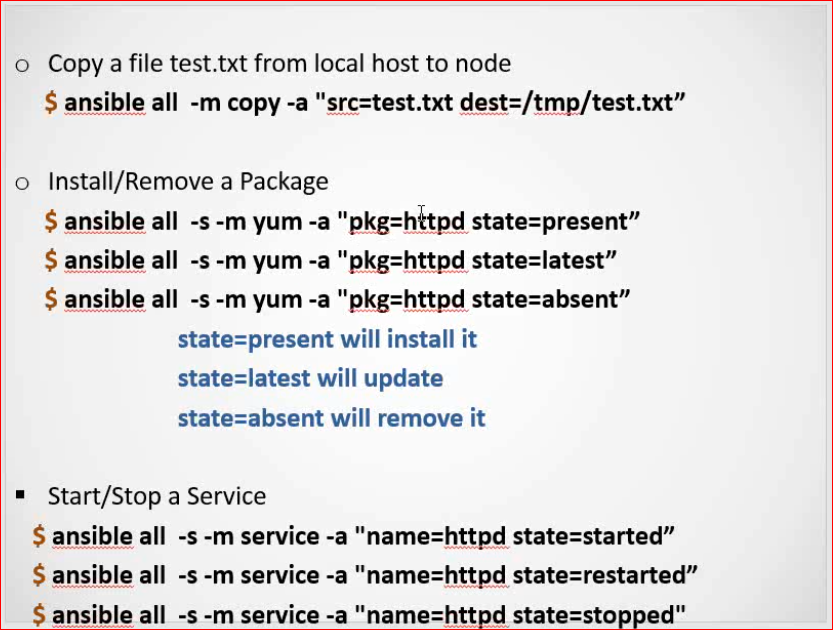 ○ Copy a file test.txt from local host to node
$ ansible all -m copy -a "src=test.txt dest=/tmp/test.txt”
○ Install/Remove a Package
$ ansible all -s -m yum -a "pkg=httpd state=present”
$ ansible all -s -m yum -a "pkg=httpd state=latest”
$ ansible all -s -m yum -a "pkg=httpd state=absent”
state=present will install it
state=latest will update
state=absent will remove it
▪ Start/Stop a Service
$ ansible all -s -m service -a "name=httpd state=started”
$ ansible all -s -m service -a "name=httpd state=restarted”
$ ansible all -s -m service -a "name=httpd state=stopped"